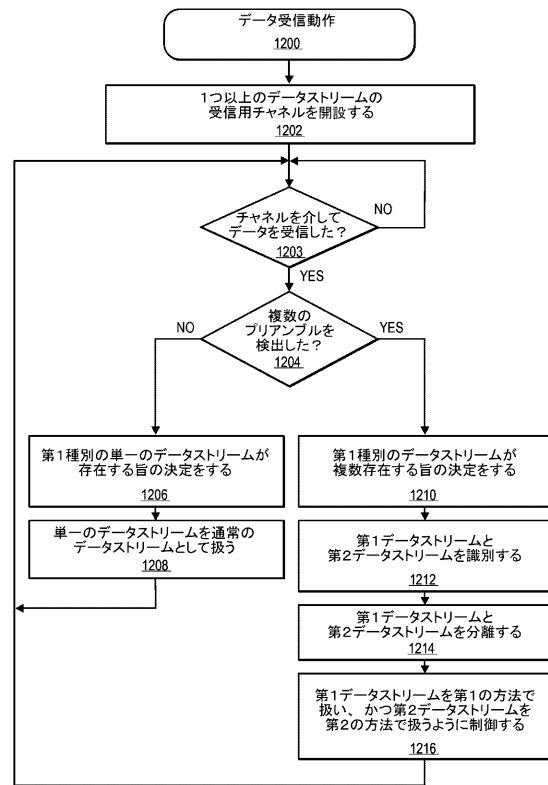 データ受信動作
1200
1つ以上のデータストリームの
受信用チャネルを開設する
1202
チャネルを介して
データを受信した？
1203
NO
YES
複数の
プリアンブルを
検出した？
1204
NO
YES
第1種別の単一のデータストリームが
存在する旨の決定をする
1206
単一のデータストリームを通常の
データストリームとして扱う
1208
第1種別のデータストリームが
複数存在する旨の決定をする
1210
第1データストリームと
第2データストリームを識別する
1212
第1データストリームと
第2データストリームを分離する
1214
第1データストリームを第1の方法で
扱い、かつ第2データストリームを
第2の方法で扱うように制御する
1216